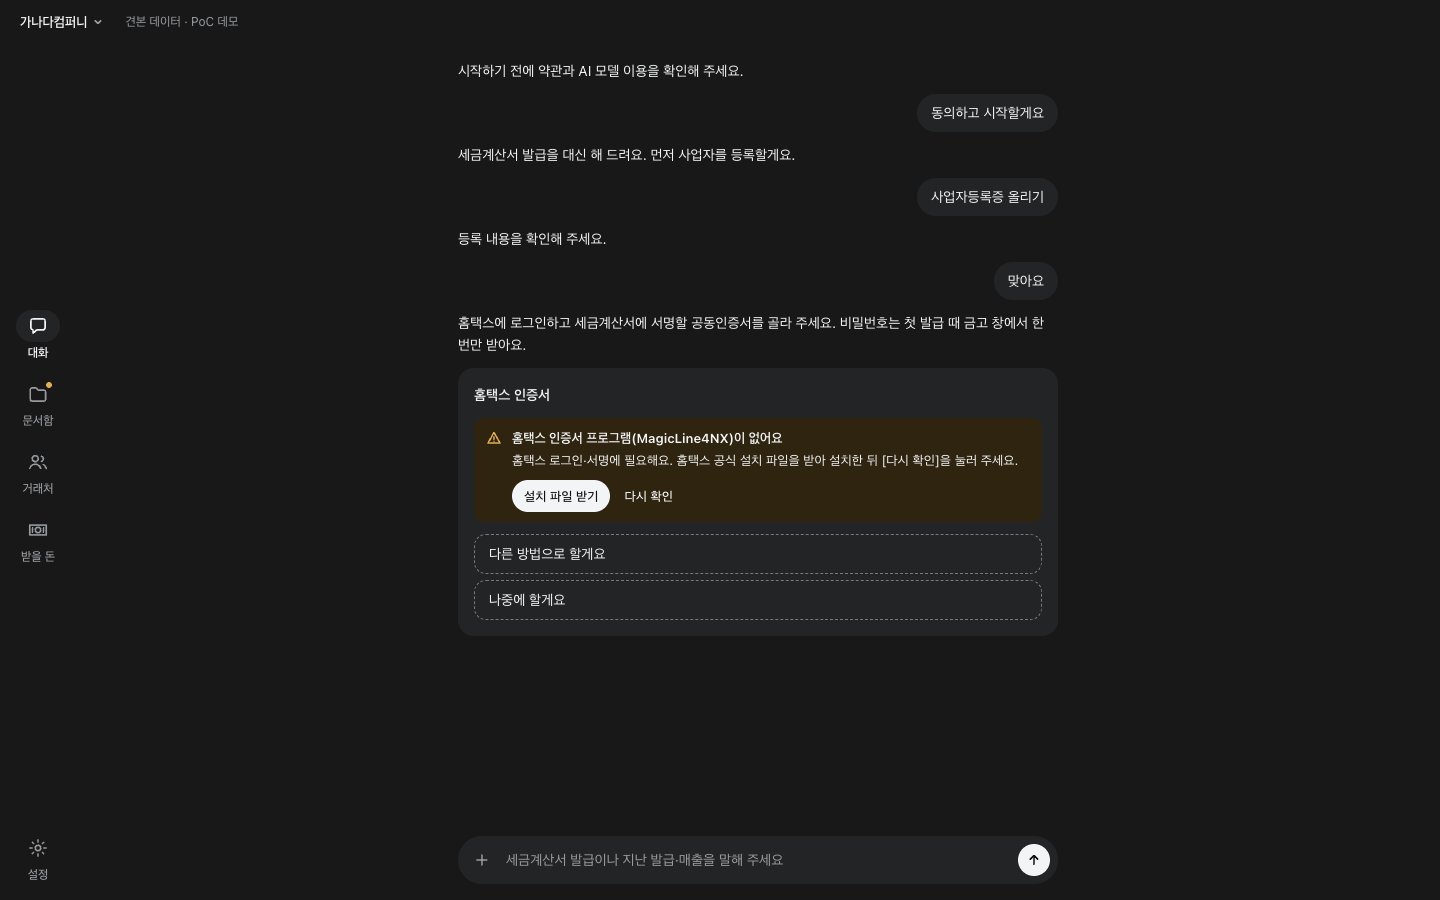 가나다컴퍼니
견본 데이터 · PoC 데모
시작하기 전에 약관과 AI 모델 이용을 확인해 주세요.
동의하고 시작할게요
세금계산서 발급을 대신 해 드려요. 먼저 사업자를 등록할게요.
사업자등록증 올리기
등록 내용을 확인해 주세요.
맞아요
홈택스에 로그인하고 세금계산서에 서명할 공동인증서를 골라 주세요. 비밀번호는 첫 발급 때 금고 창에서 한
번만 받아요.
홈택스 인증서
홈택스 인증서 프로그램(MagicLine4NX)이 없어요
홈택스 로그인·서명에 필요해요. 홈택스 공식 설치 파일을 받아 설치한 뒤 [다시 확인]을 눌러 주세요.
설치 파일 받기
다시 확인
다른 방법으로 할게요
나중에 할게요
대화
문서함
거래처
받을 돈
설정
세금계산서 발급이나 지난 발급·매출을 말해 주세요